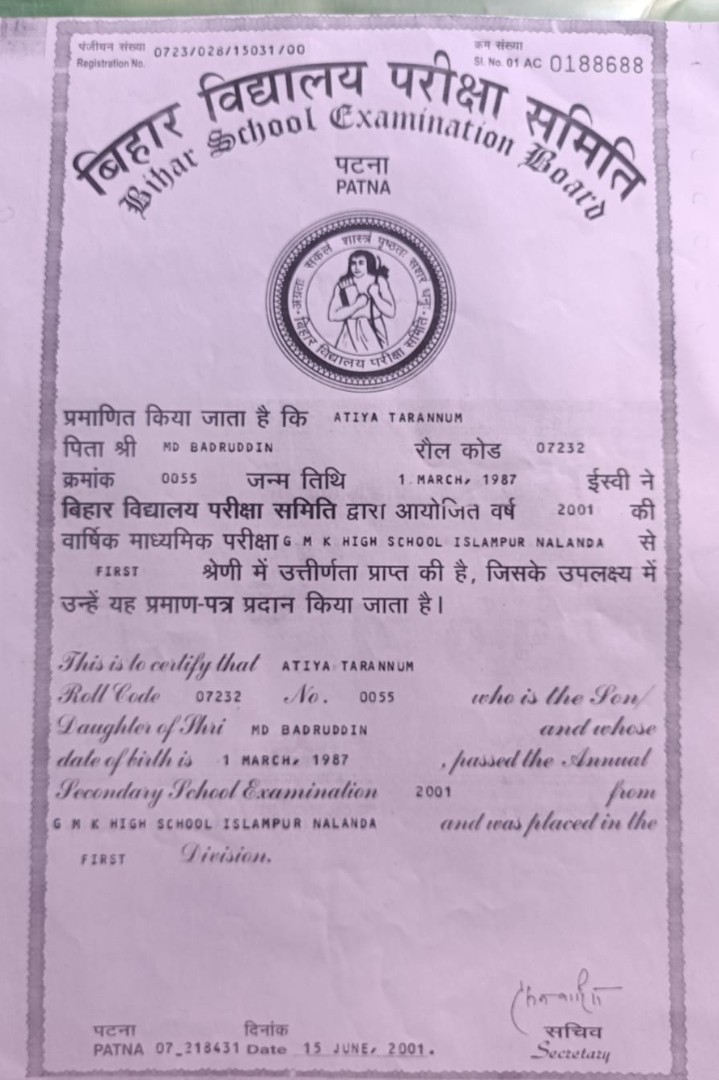 पंजीयन संख्या 0723/028/15031/00
Registration No.
क्रम संख्या
Sl. No. 01 AC 0188688
बिहार विद्यालय परीक्षा समिति
Bihar School Examination Board
पटना
PATNA
बिहार विद्यालय परीक्षा समिति
प्रमाणित किया जाता है कि ATIYA TARANNUM
पिता श्री MD BADRUDDIN रौल कोड 07232
क्रमांक 0055 जन्म तिथि 1 MARCH, 1987 ईस्वी ने
बिहार विद्यालय परीक्षा समिति द्वारा आयोजित वर्ष 2001 की
वार्षिक माध्यमिक परीक्षा G M K HIGH SCHOOL ISLAMPUR NALANDA से
FIRST श्रेणी में उत्तीर्णता प्राप्त की है, जिसके उपलक्ष्य में
उन्हें यह प्रमाण-पत्र प्रदान किया जाता है।
This is to certify that ATIYA TARANNUM
Roll Code 07232 No. 0055 who is the Son/
Daughter of Shri MD BADRUDDIN and whose
date of birth is 1 MARCH, 1987 , passed the Annual
Secondary School Examination 2001 from
G M K HIGH SCHOOL ISLAMPUR NALANDA and was placed in the
FIRST Division.
पटना दिनांक
PATNA 07_218431 Date 15 JUNE, 2001.
सचिव
Secretary